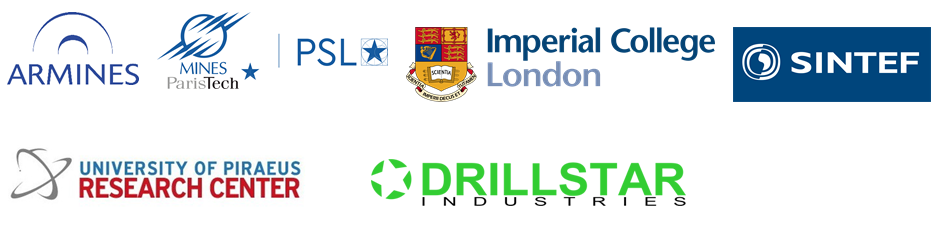 ARMINES
MINES
ParisTech
PSL
Imperial College
London
SCIENTIA
SINTEF
UNIVERSITY OF PIRAEUS
RESEARCH CENTER
DRILLSTAR
INDUSTRIES